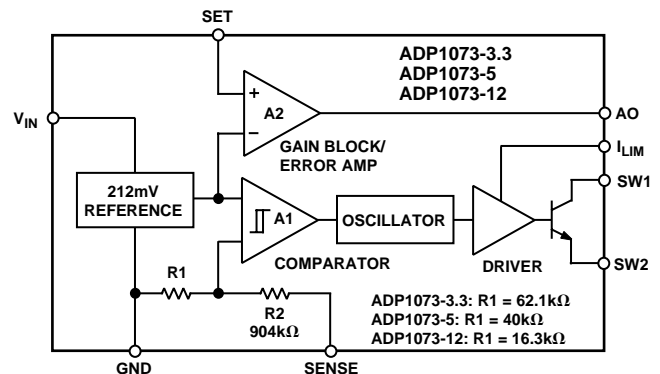 SET
ADP1073-3.3
ADP1073-5
ADP1073-12
VIN
+
A2
–
GAIN BLOCK/
ERROR AMP
AO
ILIM
SW1
212mV
REFERENCE
A1
OSCILLATOR
COMPARATOR
DRIVER
SW2
R1
R2
904kΩ
ADP1073-3.3: R1 = 62.1kΩ
ADP1073-5: R1 = 40kΩ
ADP1073-12: R1 = 16.3kΩ
GND
SENSE